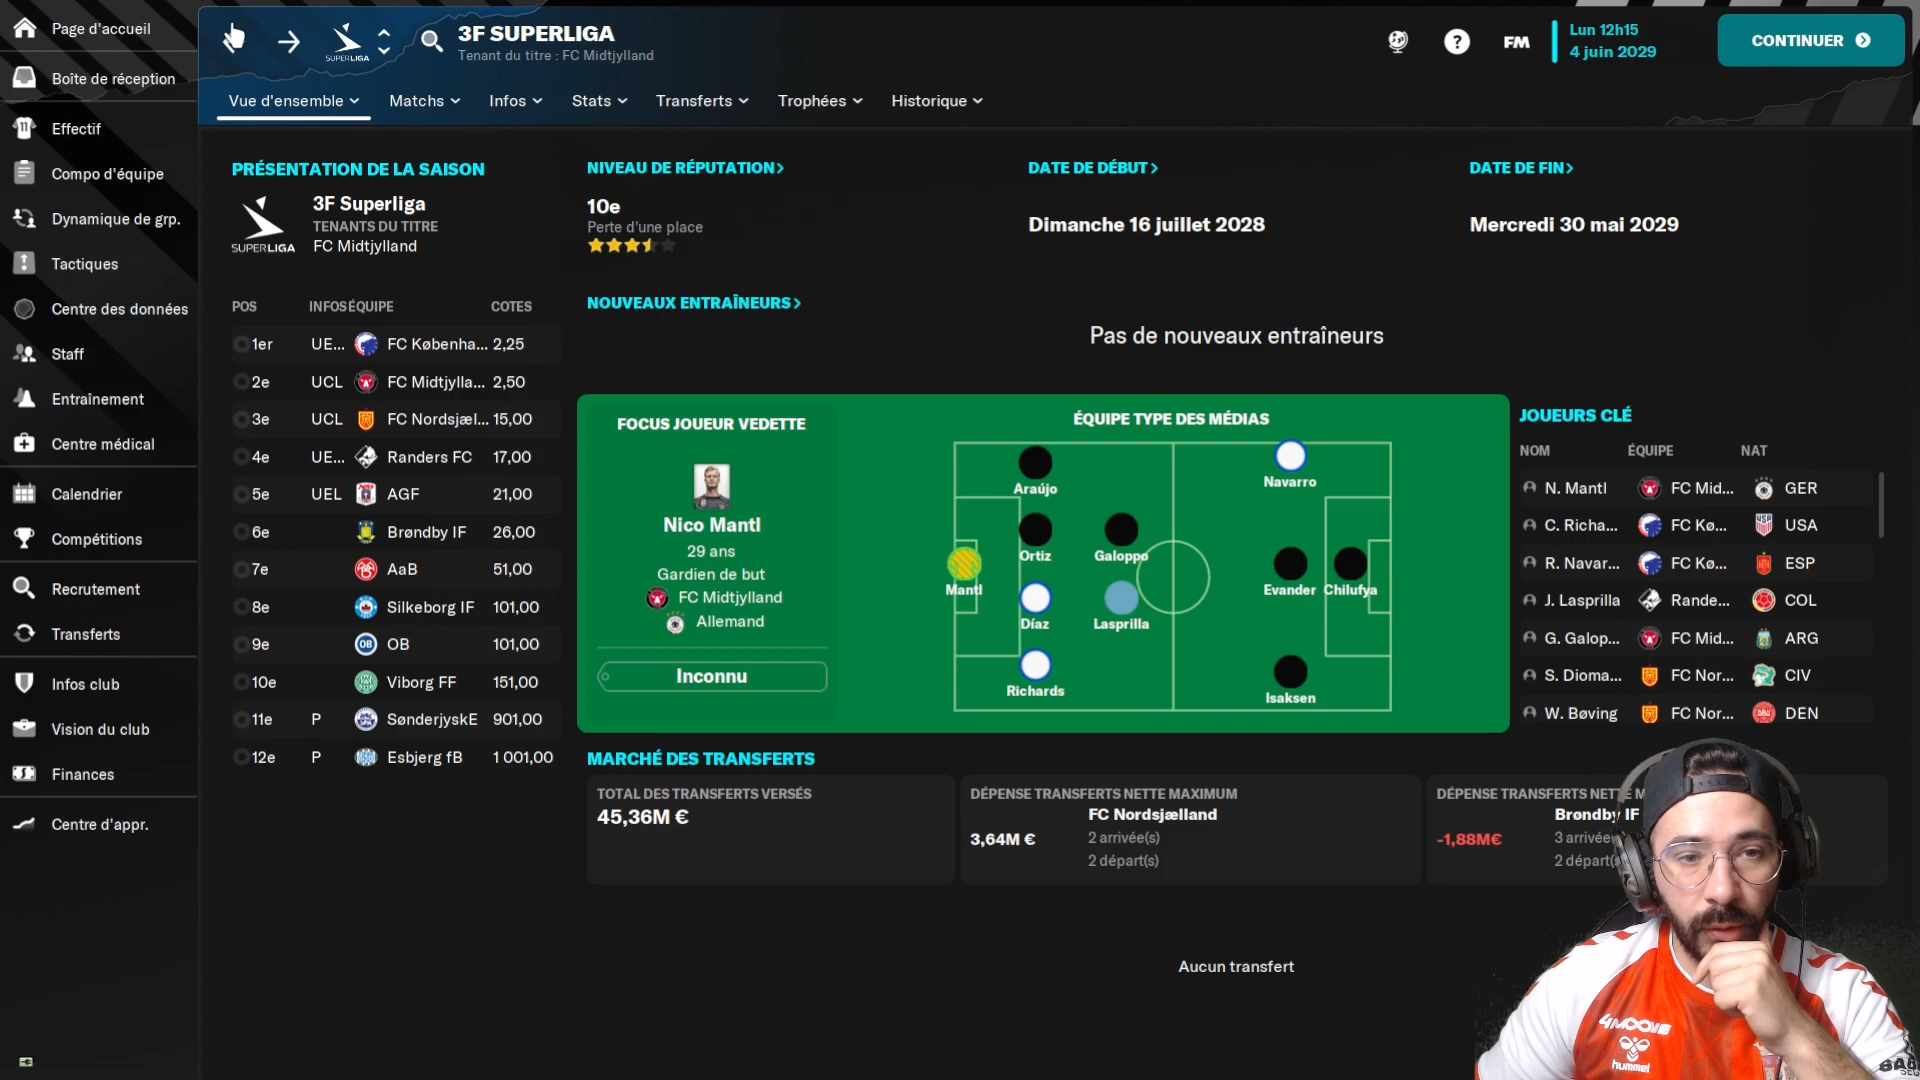 Page d'accueil
Boîte de réception
Effectif
Compo d'équipe
Dynamique de grp.
Tactiques
Centre des données
Staff
Entraînement
Centre médical
Calendrier
Compétitions
Recrutement
Transferts
Infos club
Vision du club
Finances
Centre d'appr.
SUPERLIGA
3F SUPERLIGA
Tenant du titre : FC Midtjylland
? FM
Lun 12h15
4 juin 2029
CONTINUER
Vue d'ensemble Matchs Infos Stats Transferts Trophées Historique
PRÉSENTATION DE LA SAISON
SUPERLIGA
3F Superliga
TENANTS DU TITRE
FC Midtjylland
NIVEAU DE RÉPUTATION>
10e
Perte d'une place
DATE DE DÉBUT>
Dimanche 16 juillet 2028
DATE DE FIN>
Mercredi 30 mai 2029
POS INFOS ÉQUIPE COTES
1er UE... FC Københa... 2,25
2e UCL FC Midtjylla... 2,50
3e UCL FC Nordsjæl... 15,00
4e UE... Randers FC 17,00
5e UEL AGF 21,00
6e Brøndby IF 26,00
7e AaB 51,00
8e Silkeborg IF 101,00
9e OB 101,00
10e Viborg FF 151,00
11e P SønderjyskE 901,00
12e P Esbjerg fB 1 001,00
NOUVEAUX ENTRAÎNEURS>
Pas de nouveaux entraîneurs
FOCUS JOUEUR VEDETTE
Nico Mantl
29 ans
Gardien de but
FC Midtjylland
Allemand
Inconnu
ÉQUIPE TYPE DES MÉDIAS
Araújo
Navarro
Ortiz
Galoppo
Mantl
Evander
Chilufya
Díaz
Lasprilla
Richards
Isaksen
JOUEURS CLÉ
NOM ÉQUIPE NAT
N. Mantl FC Mid... GER
C. Richa... FC Kø... USA
R. Navar... FC Kø... ESP
J. Lasprilla Rande... COL
G. Galop... FC Mid... ARG
S. Dioma... FC Nor... CIV
W. Bøving FC Nor... DEN
MARCHÉ DES TRANSFERTS
TOTAL DES TRANSFERTS VERSÉS
45,36M €
DÉPENSE TRANSFERTS NETTE MAXIMUM
FC Nordsjælland
3,64M €
2 arrivée(s)
2 départ(s)
DÉPENSE TRANSFERTS NETTE M
Brøndby IF
-1,88M€
3 arrivée
2 départ(s
Aucun transfert
4MOOVE
hummel